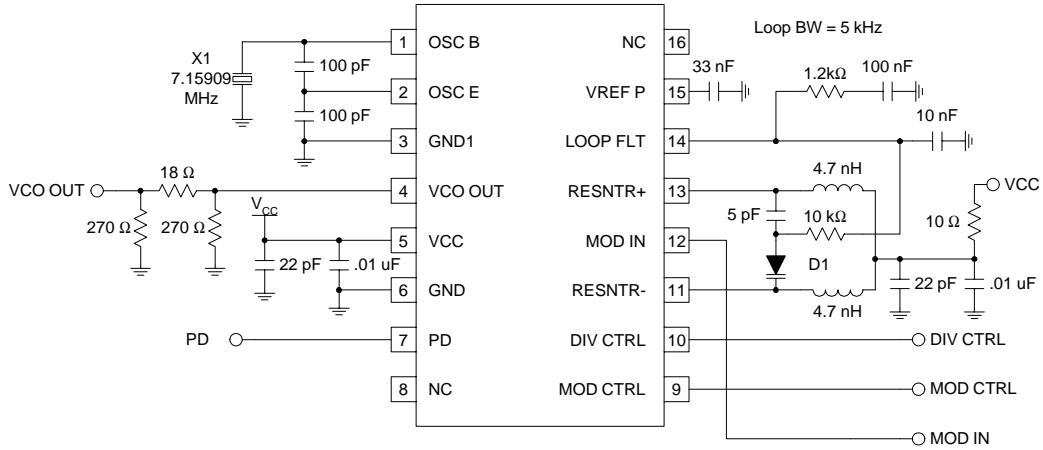 Loop BW = 5 kHz
X1
7.15909
MHz
100 pF
100 pF
1 OSC B
2 OSC E
3 GND1
4 VCO OUT
5 VCC
6 GND
7 PD
8 NC
NC 16
VREF P 15
LOOP FLT 14
RESNTR+ 13
MOD IN 12
RESNTR- 11
DIV CTRL 10
MOD CTRL 9
VCO OUT
18 Ω
270 Ω
270 Ω
VCC
22 pF
.01 uF
PD
33 nF
1.2kΩ
100 nF
10 nF
4.7 nH
5 pF
10 kΩ
D1
4.7 nH
VCC
10 Ω
22 pF
.01 uF
DIV CTRL
MOD CTRL
MOD IN